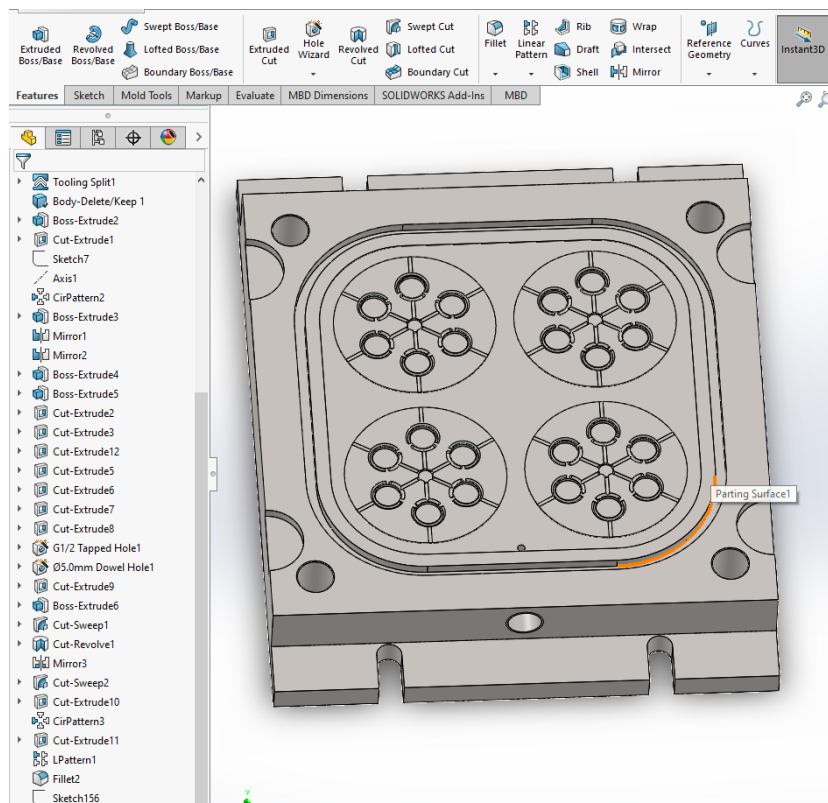 Extruded Boss/Base
Revolved Boss/Base
Swept Boss/Base
Lofted Boss/Base
Boundary Boss/Base
Extruded Cut
Hole Wizard
Revolved Cut
Swept Cut
Lofted Cut
Boundary Cut
Fillet
Linear Pattern
Rib
Draft
Shell
Wrap
Intersect
Mirror
Reference Geometry
Curves
Instant3D
Features
Sketch
Mold Tools
Markup
Evaluate
MBD Dimensions
SOLIDWORKS Add-Ins
MBD
Tooling Split1
Body-Delete/Keep 1
Boss-Extrude2
Cut-Extrude1
Sketch7
Axis1
CirPattern2
Boss-Extrude3
Mirror1
Mirror2
Boss-Extrude4
Boss-Extrude5
Cut-Extrude2
Cut-Extrude3
Cut-Extrude12
Cut-Extrude5
Cut-Extrude6
Cut-Extrude7
Cut-Extrude8
G1/2 Tapped Hole1
Ø5.0mm Dowel Hole1
Cut-Extrude9
Boss-Extrude6
Cut-Sweep1
Cut-Revolve1
Mirror3
Cut-Sweep2
Cut-Extrude10
CirPattern3
Cut-Extrude11
LPattern1
Fillet2
Sketch156
Parting Surface1
Y